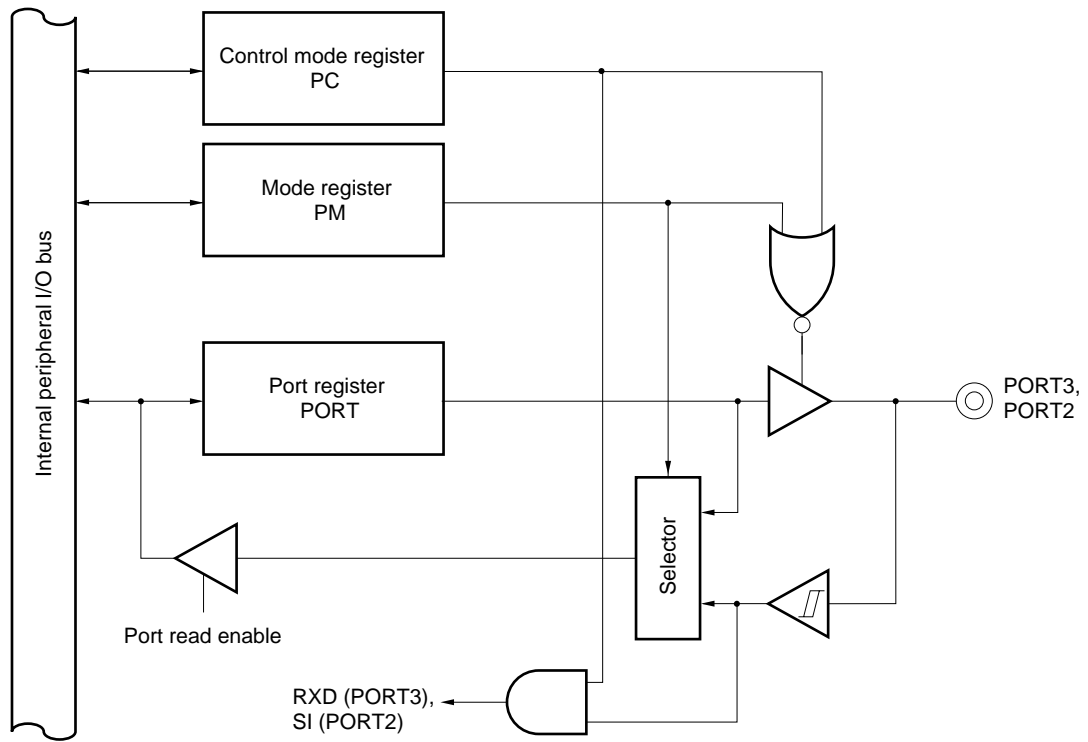 Control mode register
PC
Mode register
PM
Internal peripheral I/O bus
Port register
PORT
PORT3,
PORT2
Selector
Port read enable
RXD (PORT3),
SI (PORT2)